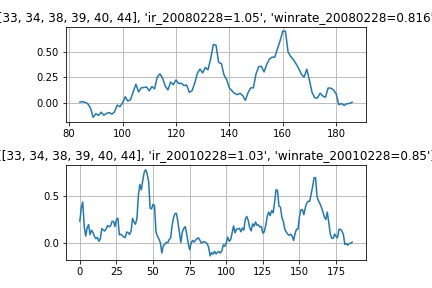 [33, 34, 38, 39, 40, 44], 'ir_20080228=1.05', 'winrate_20080228=0.816'
0.50
0.25
0.00
80 100 120 140 160 180
[[33, 34, 38, 39, 40, 44], 'ir_20010228=1.03', 'winrate_20010228=0.85']
0.5
0.0
0 25 50 75 100 125 150 175